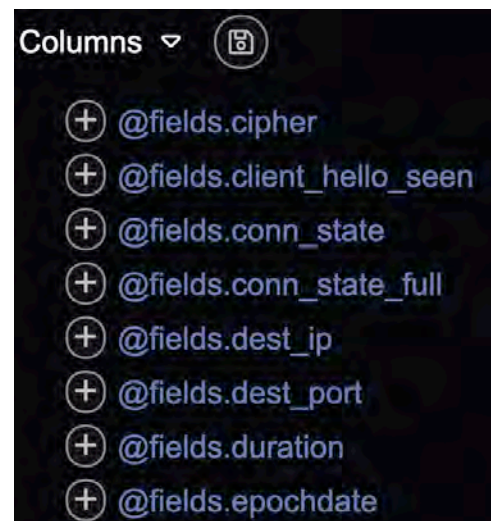 Columns
@fields.cipher
@fields.client_hello_seen
@fields.conn_state
@fields.conn_state_full
@fields.dest_ip
@fields.dest_port
@fields.duration
@fields.epochdate